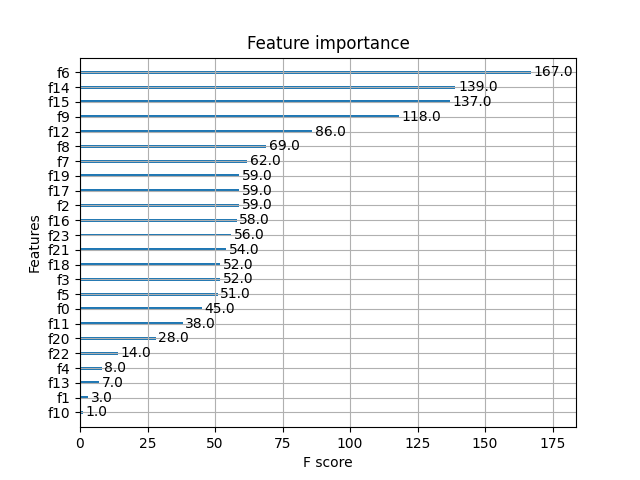 Feature importance
f6 167.0
f14 139.0
f15 137.0
f9 118.0
f12 86.0
f8 69.0
f7 62.0
f19 59.0
f17 59.0
f2 59.0
f16 58.0
f23 56.0
f21 54.0
f18 52.0
f3 52.0
f5 51.0
f0 45.0
f11 38.0
f20 28.0
f22 14.0
f4 8.0
f13 7.0
f1 3.0
f10 1.0
Features
0 25 50 75 100 125 150 175
F score